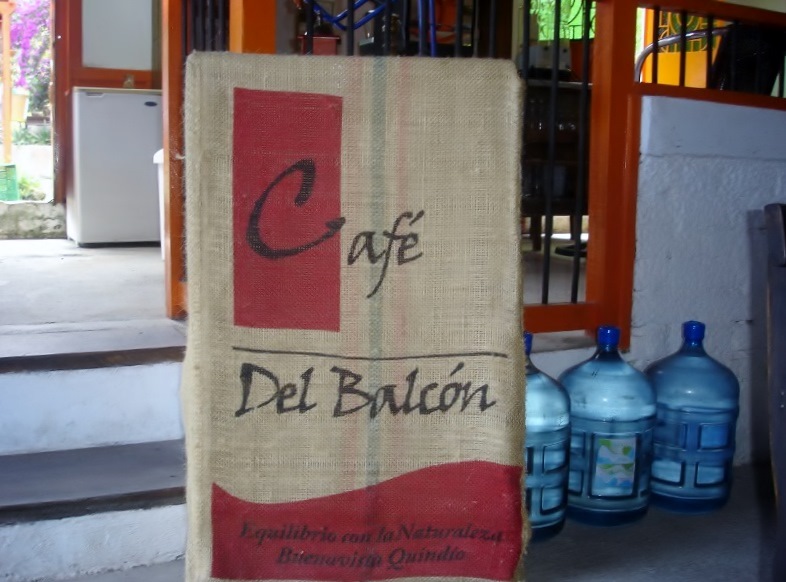 Café
Del Balcón
Equilibrio con la Naturaleza
Buenavista Quindío